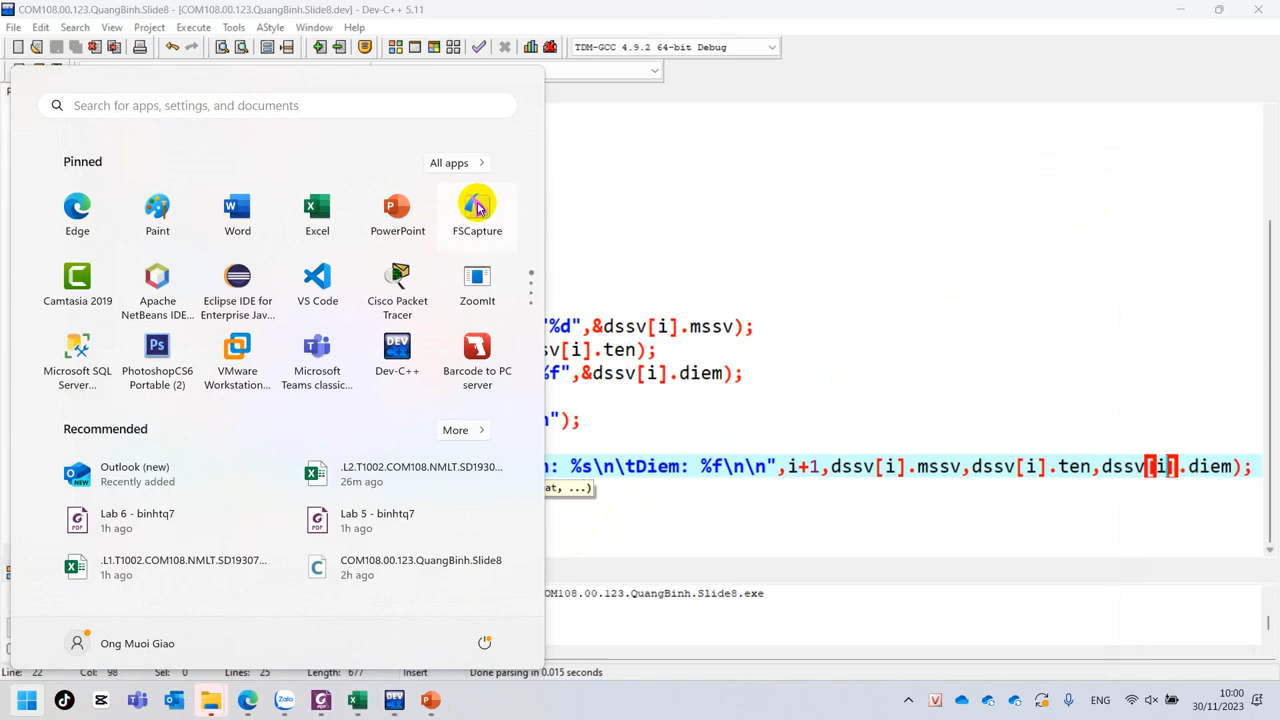 COM108.00.123.QuangBinh.Slide8 - [COM108.00.123.QuangBinh.Slide8.dev] - Dev-C++ 5.11
File Edit Search View Project Execute Tools AStyle Window Help
TDM-GCC 4.9.2 64-bit Debug
Search for apps, settings, and documents
Pinned
All apps
Edge
Paint
Word
Excel
PowerPoint
FSCapture
Camtasia 2019
Apache
NetBeans IDE...
Eclipse IDE for
Enterprise Jav...
VS Code
Cisco Packet
Tracer
ZoomIt
Microsoft SQL
Server...
PhotoshopCS6
Portable (2)
VMware
Workstation...
Microsoft
Teams classic...
Dev-C++
Barcode to PC
server
"%d",&dssv[i].mssv);
sv[i].ten);
%f",&dssv[i].diem);
n");
n: %s\n\tDiem: %f\n\n",i+1,dssv[i].mssv,dssv[i].ten,dssv[i].diem);
at, ...)
Recommended
More
Outlook (new)
Recently added
.L2.T1002.COM108.NMLT.SD1930...
26m ago
Lab 6 - binhtq7
1h ago
Lab 5 - binhtq7
1h ago
.L1.T1002.COM108.NMLT.SD19307...
1h ago
COM108.00.123.QuangBinh.Slide8
2h ago
OM108.00.123.QuangBinh.Slide8.exe
Ong Muoi Giao
Line: 22 Col: 98 Sel: 0 Lines: 25 Length: 677 Insert Done parsing in 0.015 seconds
ENG
10:00
30/11/2023